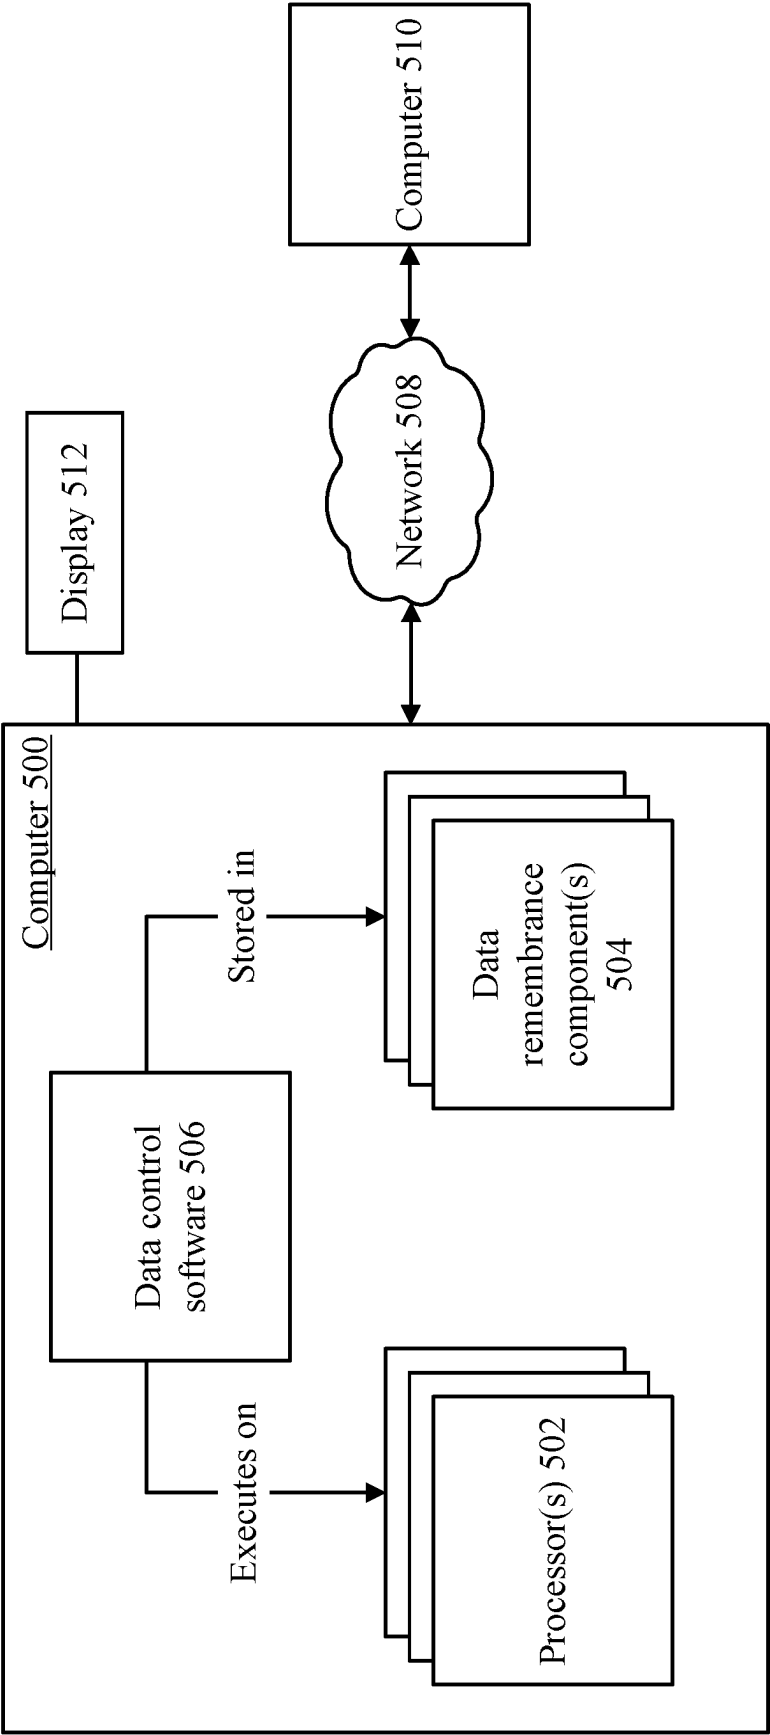 Computer 500
Data control
software 506
Executes on
Stored in
Processor(s) 502
Data
remembrance
component(s)
504
Display 512
Network 508
Computer 510